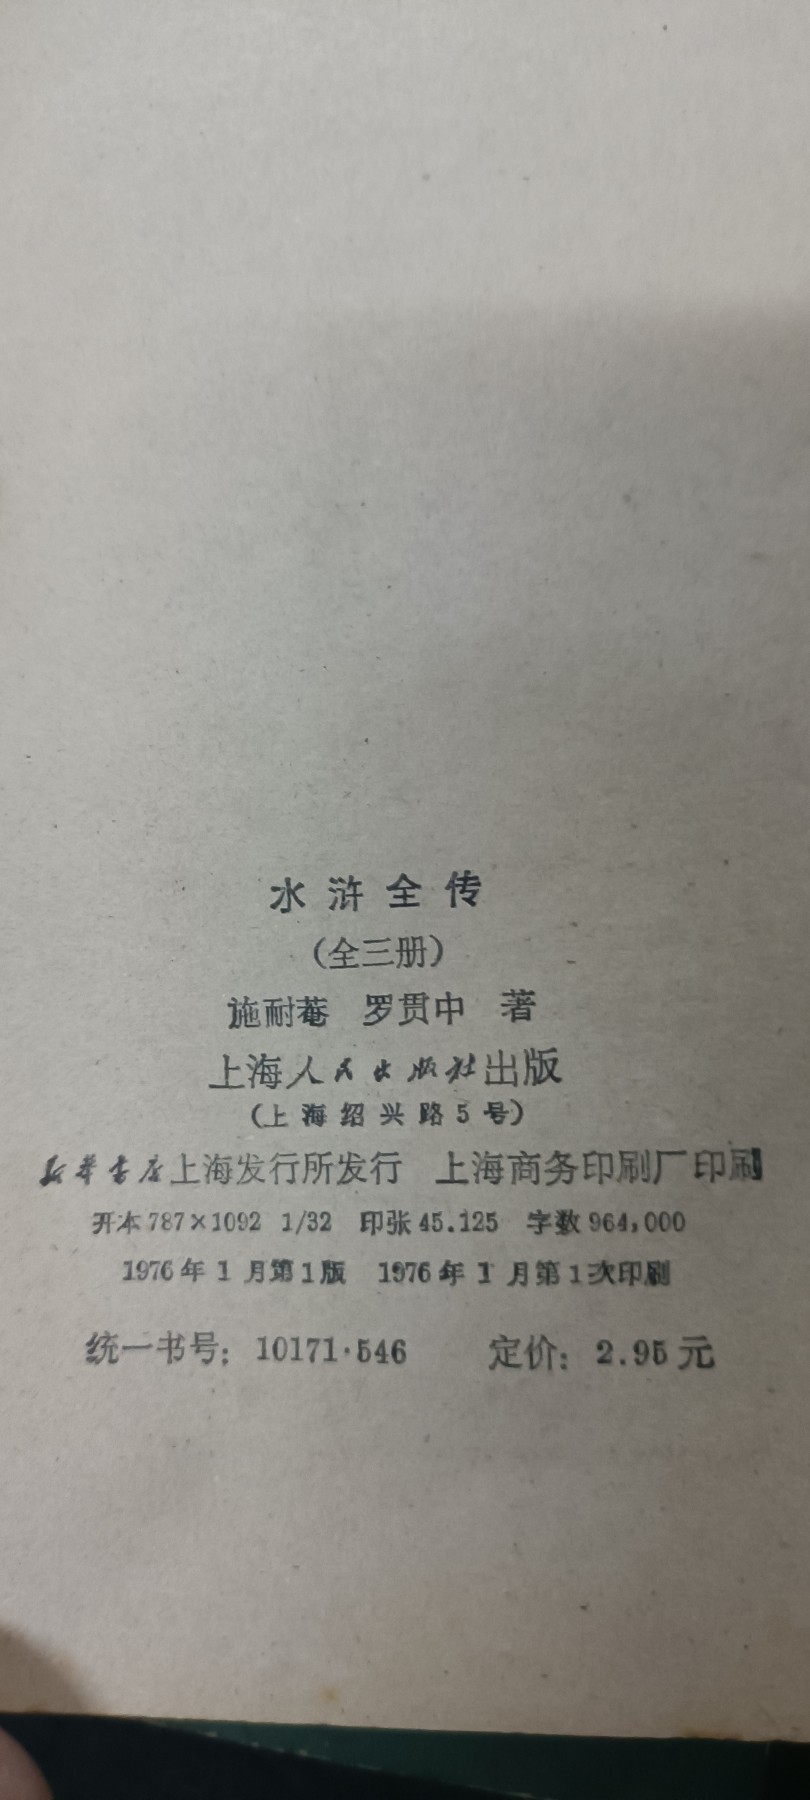 水浒全传
（全三册）
施耐菴 罗贯中 著
上海人民出版社出版
（上海绍兴路5号）
新华书店上海发行所发行 上海商务印刷厂印刷
开本787×1092 1/32 印张45.125 字数964,000
1976年1月第1版 1976年1月第1次印刷
统一书号：10171·546 定价：2.95元